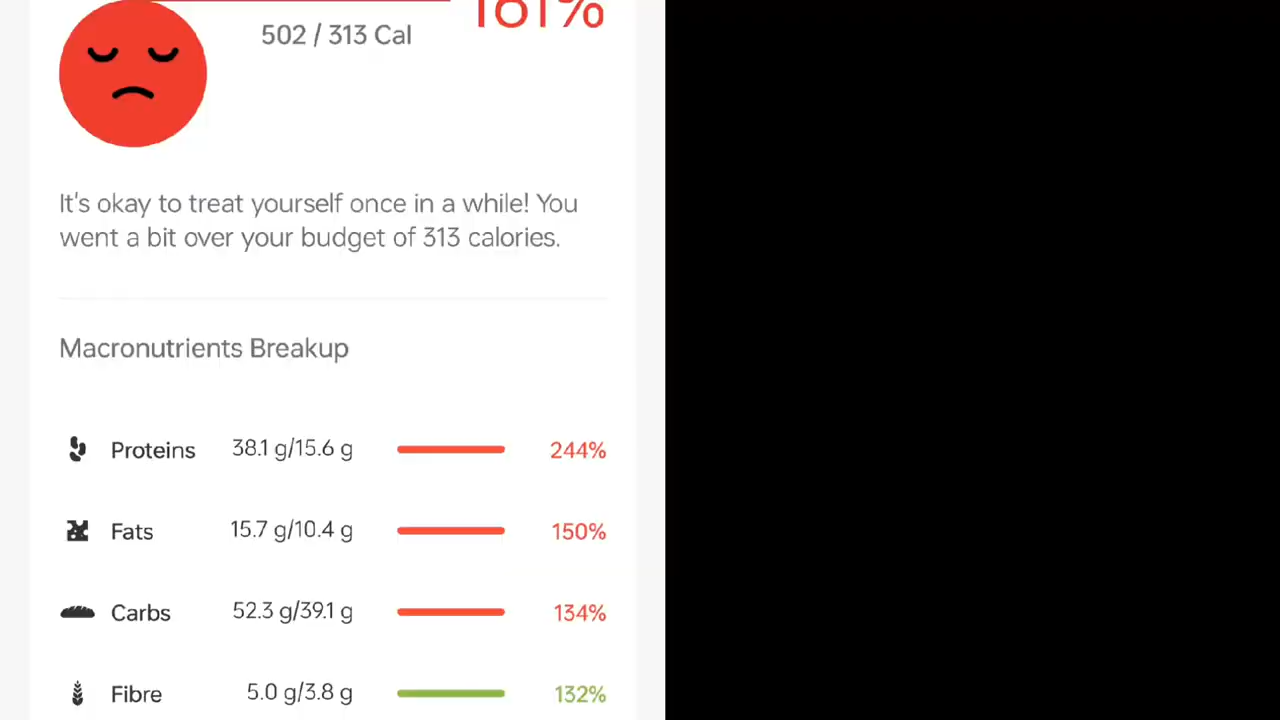 161%
502 / 313 Cal
It's okay to treat yourself once in a while! You
went a bit over your budget of 313 calories.
Macronutrients Breakup
Proteins 38.1 g/15.6 g 244%
Fats 15.7 g/10.4 g 150%
Carbs 52.3 g/39.1 g 134%
Fibre 5.0 g/3.8 g 132%